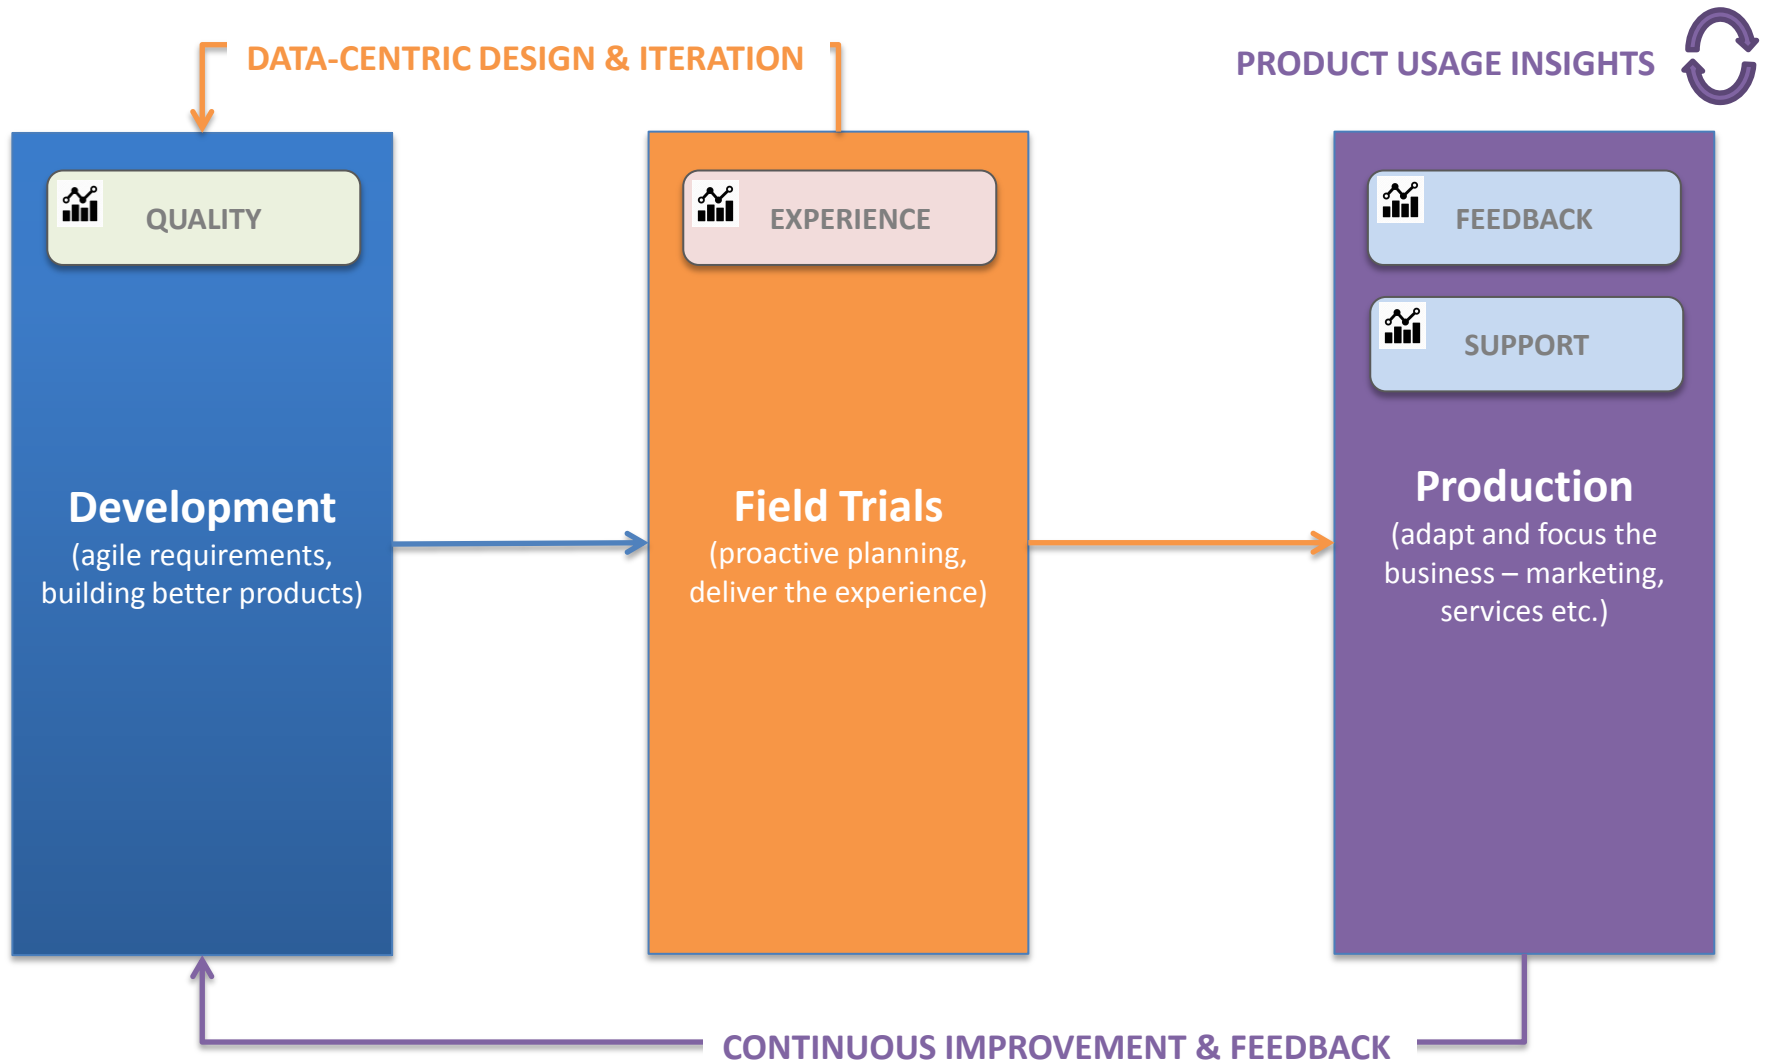 DATA-CENTRIC DESIGN & ITERATION
PRODUCT USAGE INSIGHTS
QUALITY
Development
(agile requirements,
building better products)
EXPERIENCE
Field Trials
(proactive planning,
deliver the experience)
FEEDBACK
SUPPORT
Production
(adapt and focus the
business – marketing,
services etc.)
CONTINUOUS IMPROVEMENT & FEEDBACK